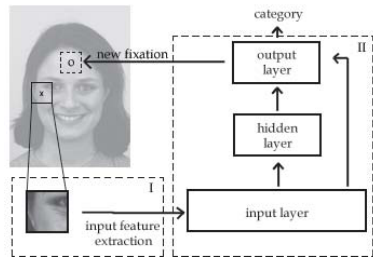 category
II
new fixation
output
layer
o
x
hidden
layer
I
input layer
input feature
extraction